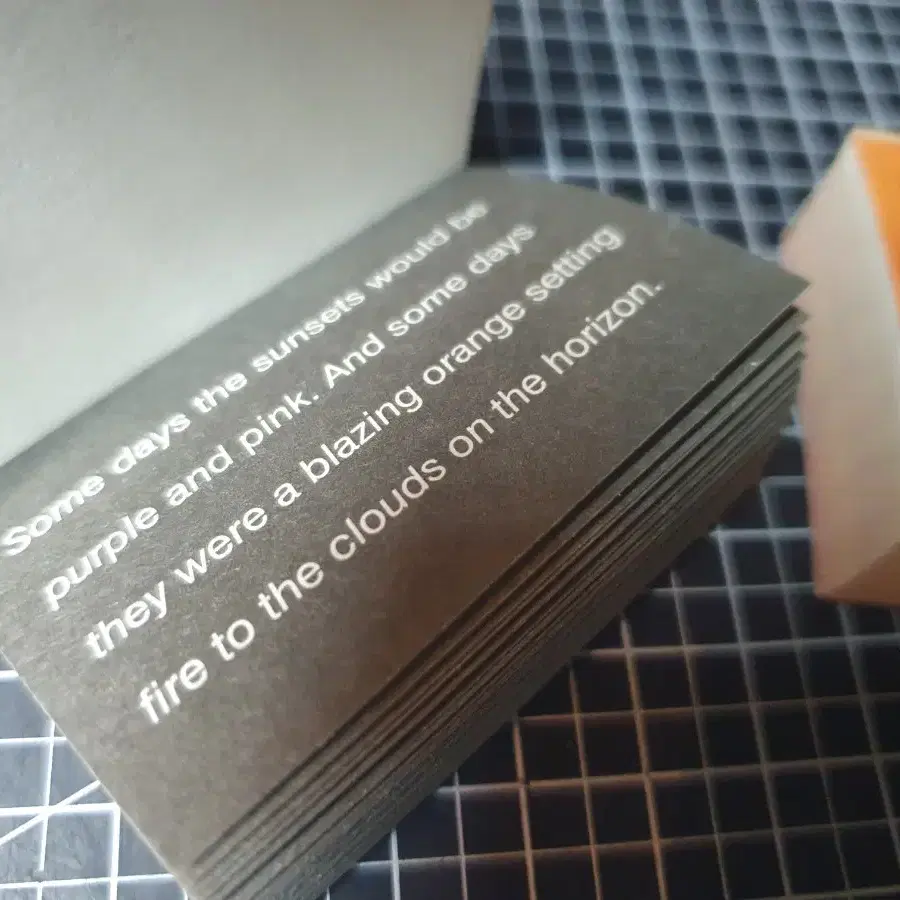 Some days the sunsets would be
purple and pink. And some days
they were a blazing orange setting
fire to the clouds on the horizon.